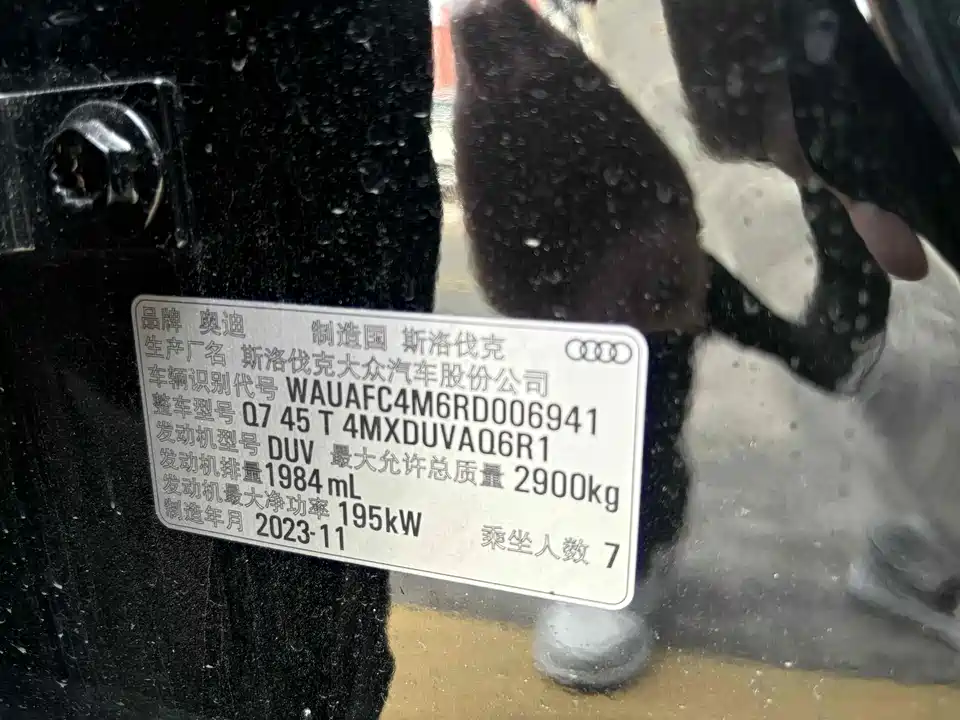 品牌 奥迪 制造国 斯洛伐克
生产厂名 斯洛伐克大众汽车股份公司
车辆识别代号 WAUAFC4M6RD006941
整车型号 Q7 45 T 4MXDUVAQ6R1
发动机型号 DUV 最大允许总质量 2900kg
发动机排量 1984 mL
发动机最大净功率 195kW
制造年月 2023-11 乘坐人数 7